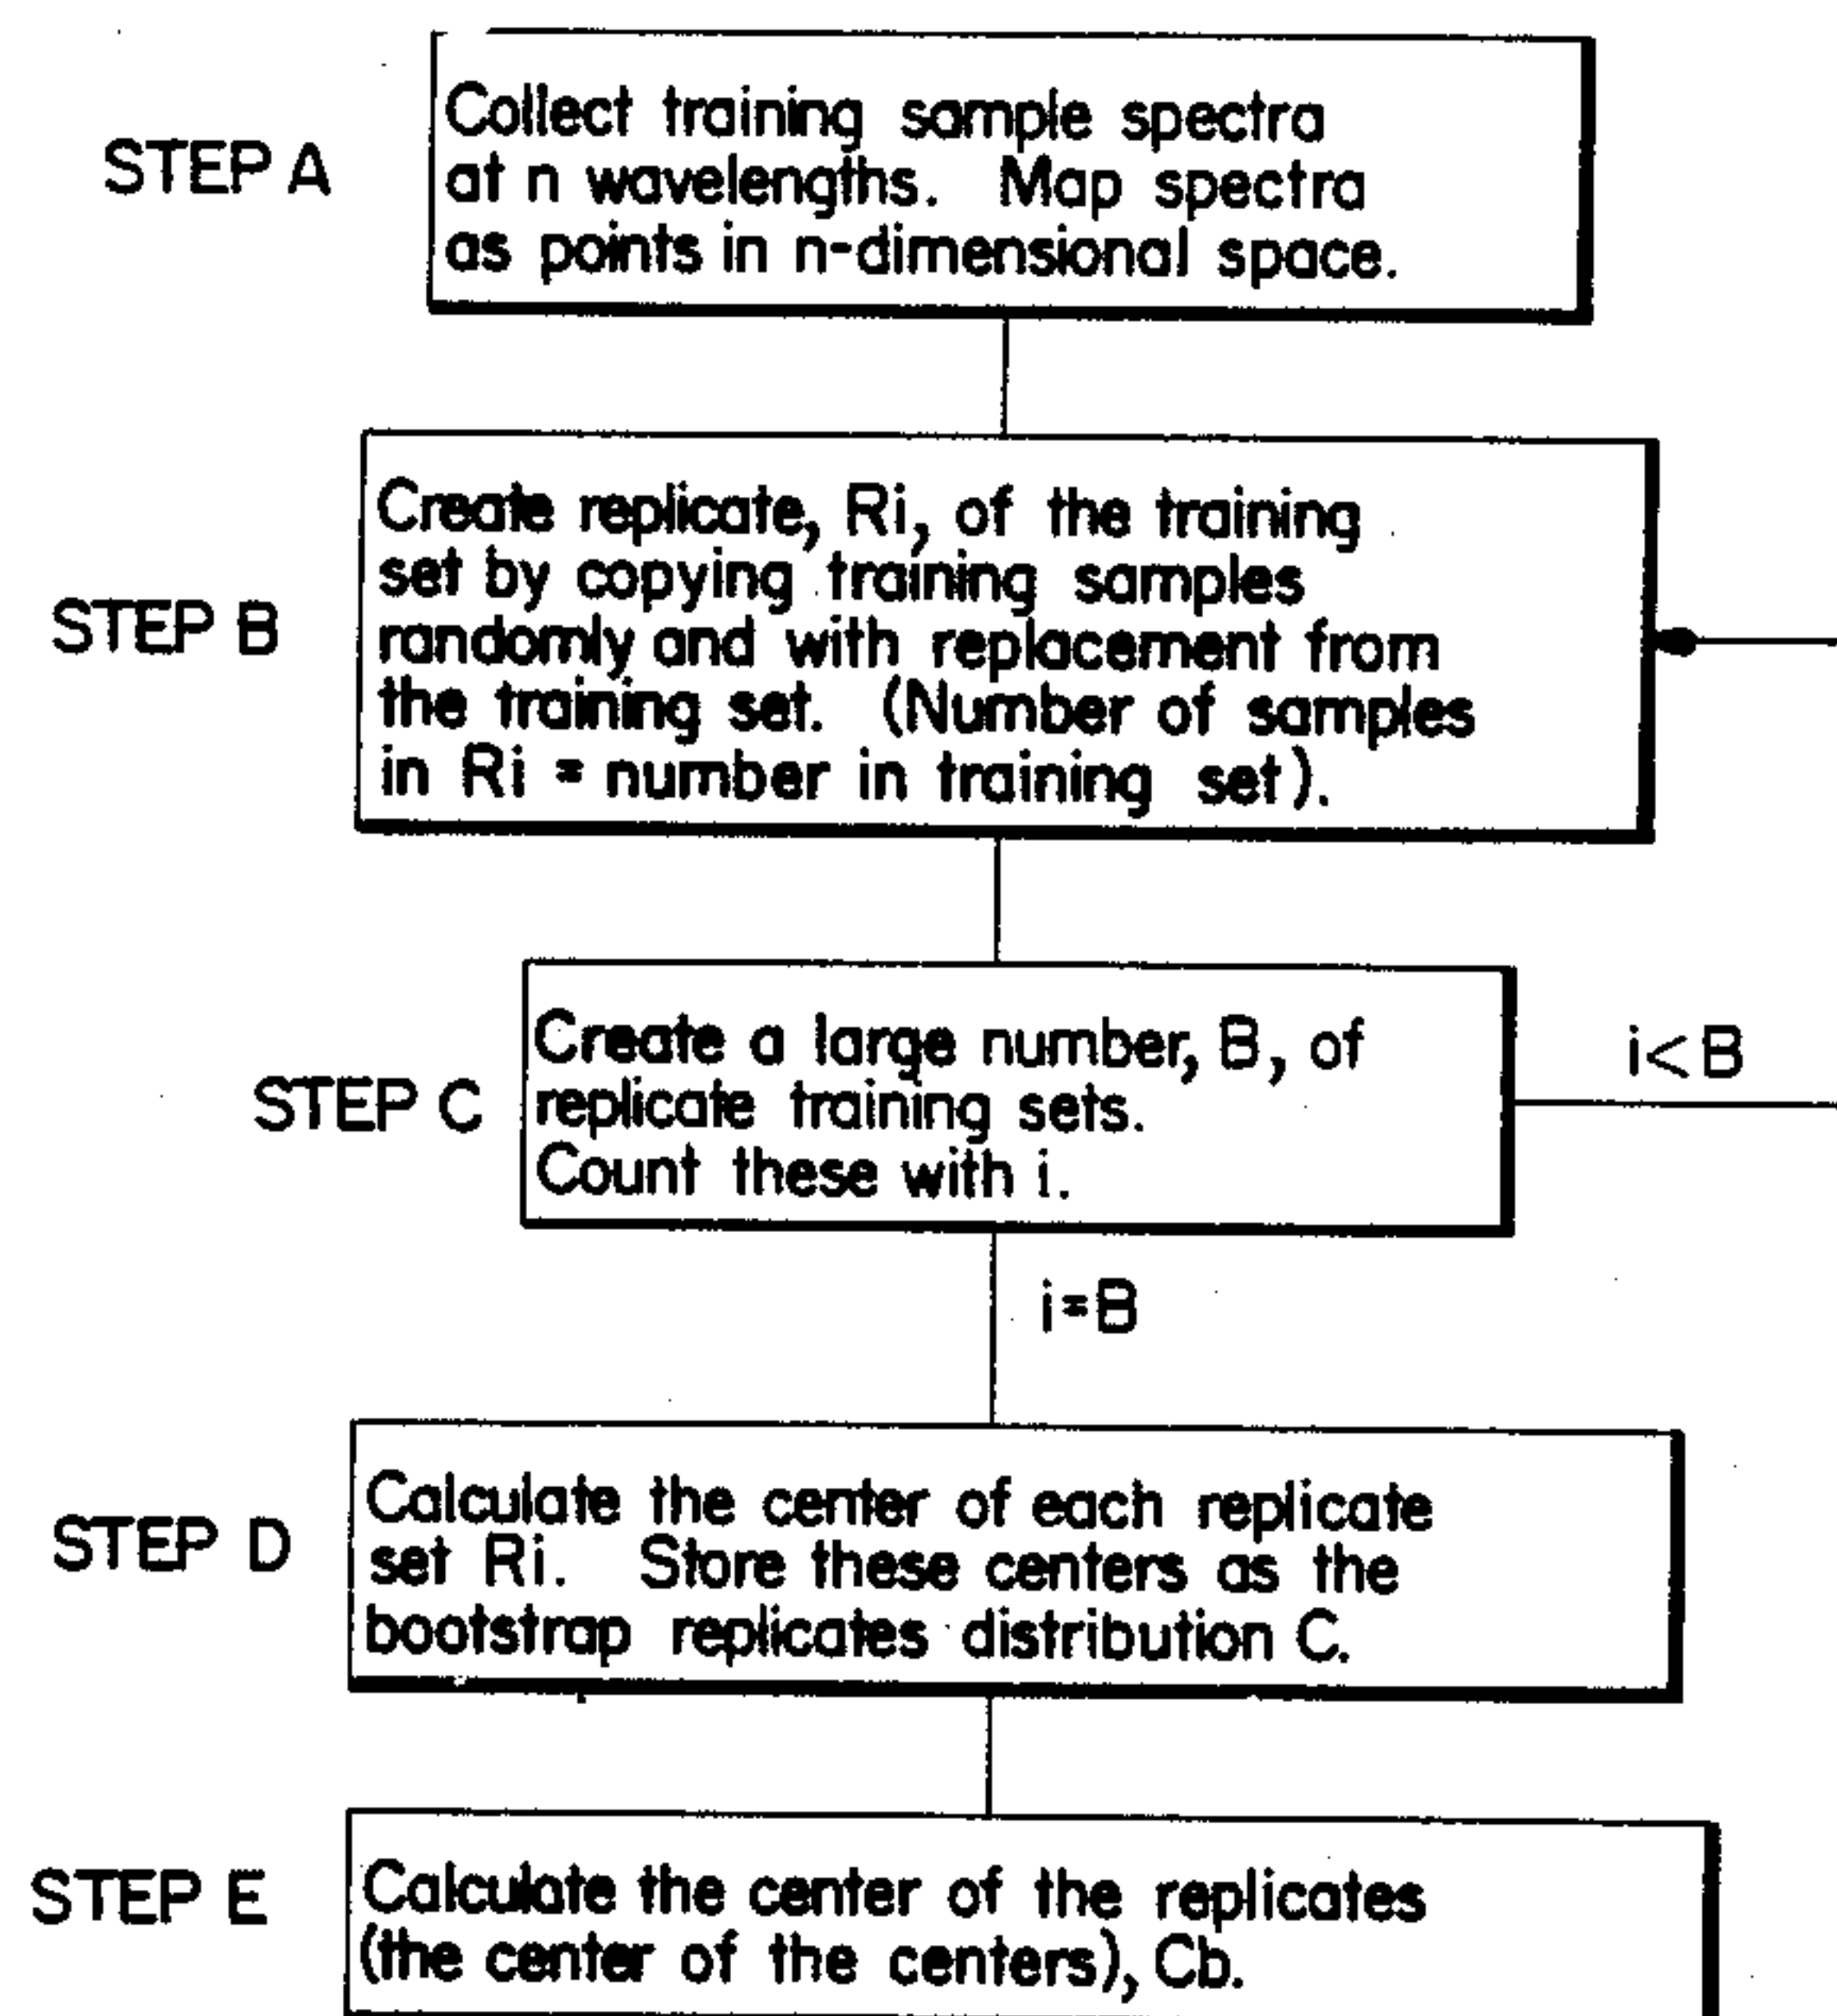 STEP A
Collect training sample spectra
at n wavelengths. Map spectra
as points in n-dimensional space.
STEP B
Create replicate, Ri, of the training
set by copying training samples
randomly and with replacement from
the training set. (Number of samples
in Ri = number in training set).
STEP C
Create a large number, B, of
replicate training sets.
Count these with i.
i<B
i=B
STEP D
Calculate the center of each replicate
set Ri. Store these centers as the
bootstrap replicates distribution C.
STEP E
Calculate the center of the replicates
(the center of the centers), Cb.